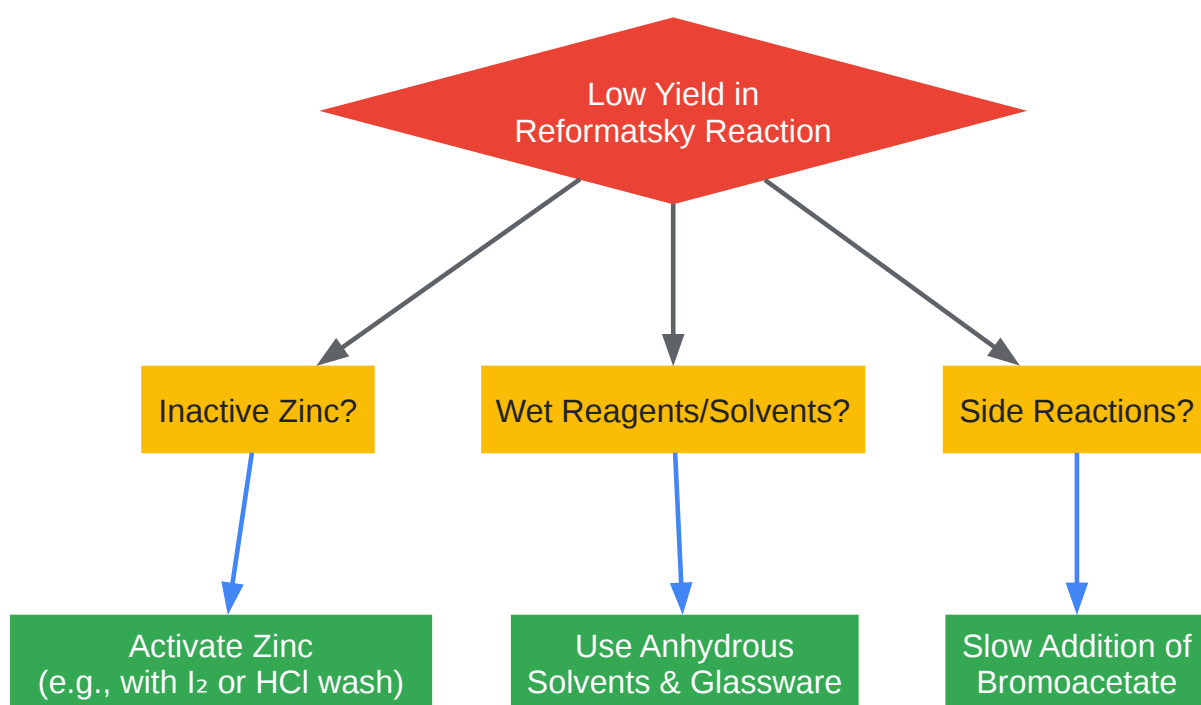 Low Yield in
Reformatsky Reaction
Inactive Zinc?
Wet Reagents/Solvents?
Side Reactions?
Activate Zinc
(e.g., with I₂ or HCl wash)
Use Anhydrous
Solvents & Glassware
Slow Addition of
Bromoacetate